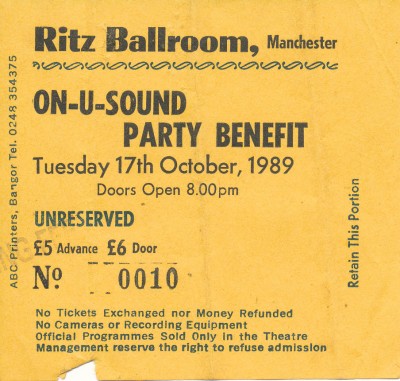 Ritz Ballroom, Manchester
ON-U-SOUND
PARTY BENEFIT
Tuesday 17th October, 1989
Doors Open 8.00pm
UNRESERVED
£5 Advance £6 Door
No 0010
No Tickets Exchanged nor Money Refunded
No Cameras or Recording Equipment
Official Programmes Sold Only in the Theatre
Management reserve the right to refuse admission
ABC Printers, Bangor Tel. 0248 354375
Retain This Portion